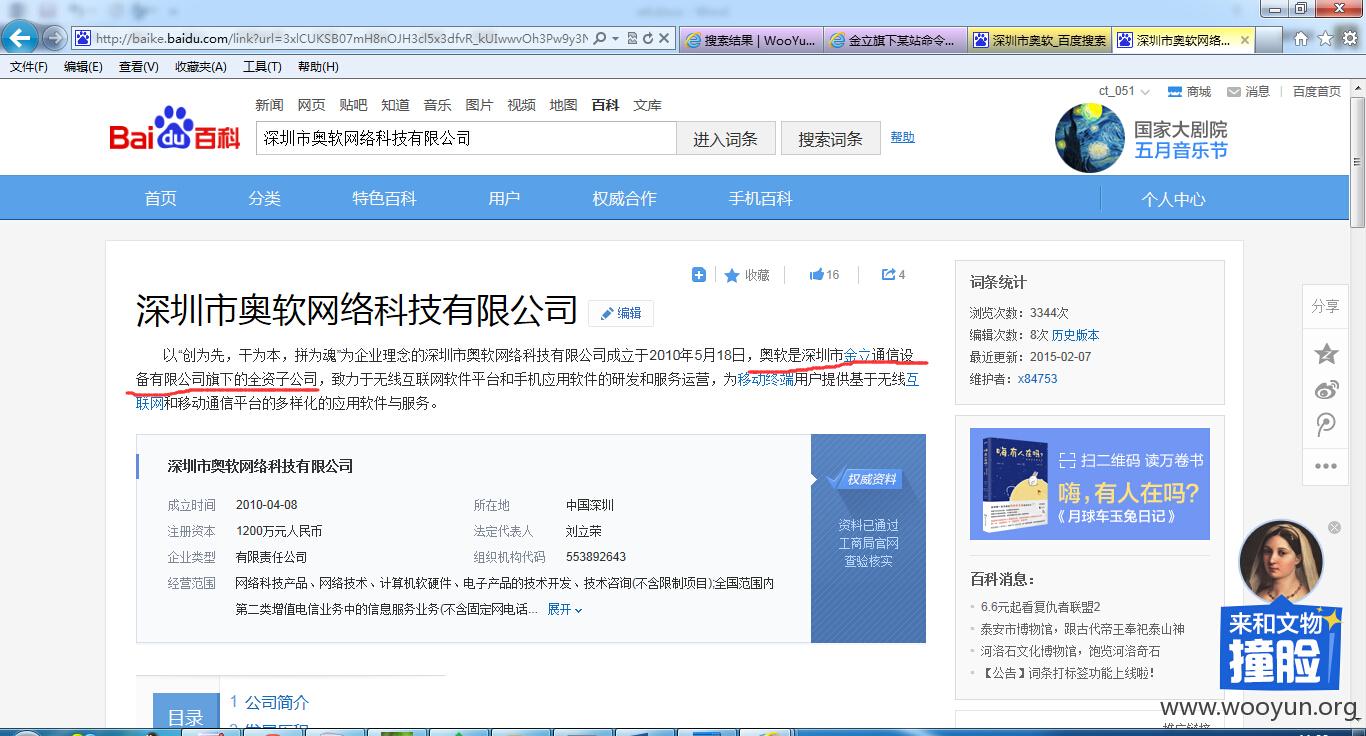 http://baike.baidu.com/link?url=3xlCUKSB07mH8nOJH3cl5x3dfvR_kUIwwvOh3Pw9y3N
搜索结果 | WooYu...
金立旗下某站命令...
深圳市奥软_百度搜索
深圳市奥软网络...
文件(F) 编辑(E) 查看(V) 收藏夹(A) 工具(T) 帮助(H)
ct_051 商城 消息 百度首页
新闻 网页 贴吧 知道 音乐 图片 视频 地图 百科 文库
Bai du 百科
深圳市奥软网络科技有限公司 进入词条 搜索词条 帮助
国家大剧院
五月音乐节
首页 分类 特色百科 用户 权威合作 手机百科 个人中心
收藏 16 4
深圳市奥软网络科技有限公司 编辑
以“创为先，干为本，拼为魂”为企业理念的深圳市奥软网络科技有限公司成立于2010年5月18日，奥软是深圳市金立通信设
备有限公司旗下的全资子公司，致力于无线互联网软件平台和手机应用软件的研发和服务运营，为移动终端用户提供基于无线互
联网和移动通信平台的多样化的应用软件与服务。
深圳市奥软网络科技有限公司
成立时间 2010-04-08 所在地 中国深圳
注册资本 1200万元人民币 法定代表人 刘立荣
企业类型 有限责任公司 组织机构代码 553892643
经营范围 网络科技产品、网络技术、计算机软硬件、电子产品的技术开发、技术咨询(不含限制项目);全国范围内
第二类增值电信业务中的信息服务业务(不含固定网电话... 展开
权威资料
资料已通过
工商局官网
查验核实
目录
1 公司简介
2 发展历程
词条统计
浏览次数：3344次
编辑次数：8次 历史版本
最近更新：2015-02-07
维护者：x84753
嗨，有人在吗?
扫二维码 读万卷书
嗨，有人在吗?
《月球车玉兔日记》
百科消息：
6.6元起看复仇者联盟2
泰安市博物馆，跟古代帝王奉祀泰山神
河洛石文化博物馆，饱览河洛奇石
【公告】词条打标签功能上线啦!
分享
来和文物
撞脸
www.wooyun.org